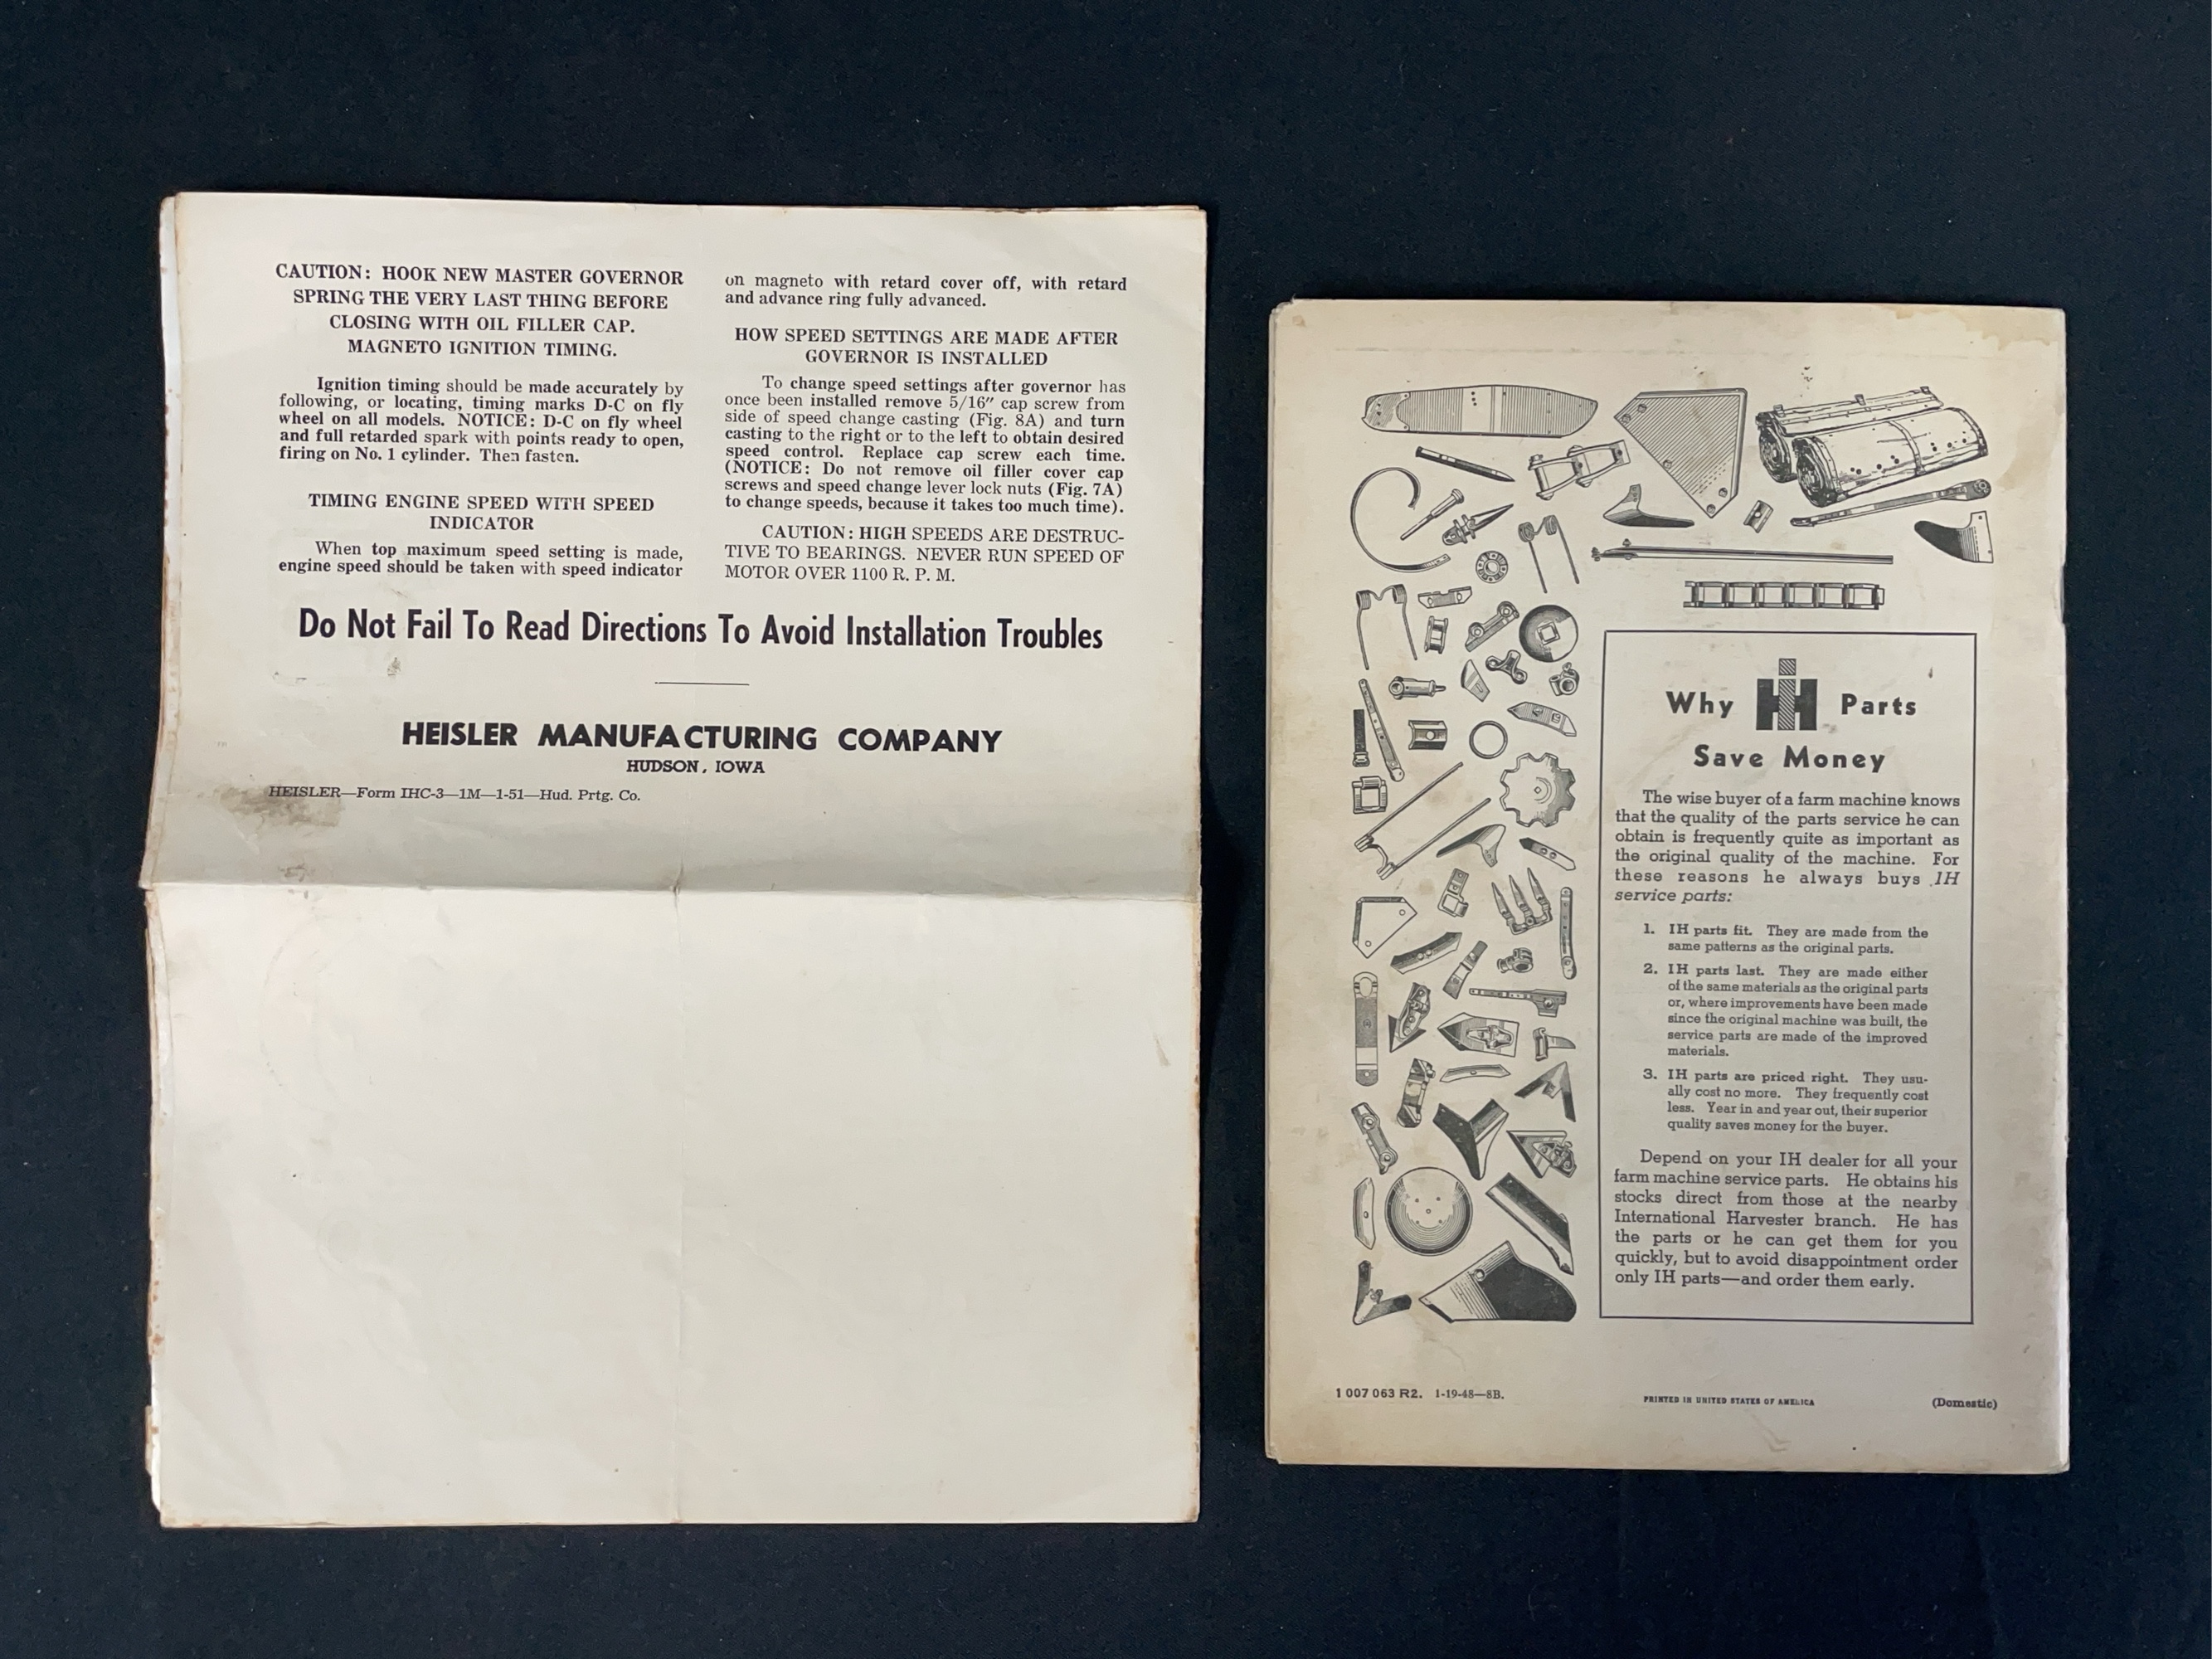 CAUTION: HOOK NEW MASTER GOVERNOR
SPRING THE VERY LAST THING BEFORE
CLOSING WITH OIL FILLER CAP.
MAGNETO IGNITION TIMING.
Ignition timing should be made accurately by
following, or locating, timing marks D-C on fly
wheel on all models. NOTICE: D-C on fly wheel
and full retarded spark with points ready to open,
firing on No. 1 cylinder. Then fasten.
TIMING ENGINE SPEED WITH SPEED
INDICATOR
When top maximum speed setting is made,
engine speed should be taken with speed indicator
on magneto with retard cover off, with retard
and advance ring fully advanced.
HOW SPEED SETTINGS ARE MADE AFTER
GOVERNOR IS INSTALLED
To change speed settings after governor has
once been installed remove 5/16" cap screw from
side of speed change casting (Fig. 8A) and turn
casting to the right or to the left to obtain desired
speed control. Replace cap screw each time.
(NOTICE: Do not remove oil filler cover cap
screws and speed change lever lock nuts (Fig. 7A)
to change speeds, because it takes too much time).
CAUTION: HIGH SPEEDS ARE DESTRUC-
TIVE TO BEARINGS. NEVER RUN SPEED OF
MOTOR OVER 1100 R. P. M.
Do Not Fail To Read Directions To Avoid Installation Troubles
HEISLER MANUFACTURING COMPANY
HUDSON, IOWA
HEISLER—Form IHC-3—1M—1-51—Hud. Prtg. Co.
Why IH Parts
Save Money
The wise buyer of a farm machine knows
that the quality of the parts service he can
obtain is frequently quite as important as
the original quality of the machine. For
these reasons he always buys IH
service parts:
1. IH parts fit. They are made from the
same patterns as the original parts.
2. IH parts last. They are made either
of the same materials as the original parts
or, where improvements have been made
since the original machine was built, the
service parts are made of the improved
materials.
3. IH parts are priced right. They usu-
ally cost no more. They frequently cost
less. Year in and year out, their superior
quality saves money for the buyer.
Depend on your IH dealer for all your
farm machine service parts. He obtains his
stocks direct from those at the nearby
International Harvester branch. He has
the parts or he can get them for you
quickly, but to avoid disappointment order
only IH parts—and order them early.
1 007 063 R2. 1-19-48—8B.
PRINTED IN UNITED STATES OF AMERICA
(Domestic)